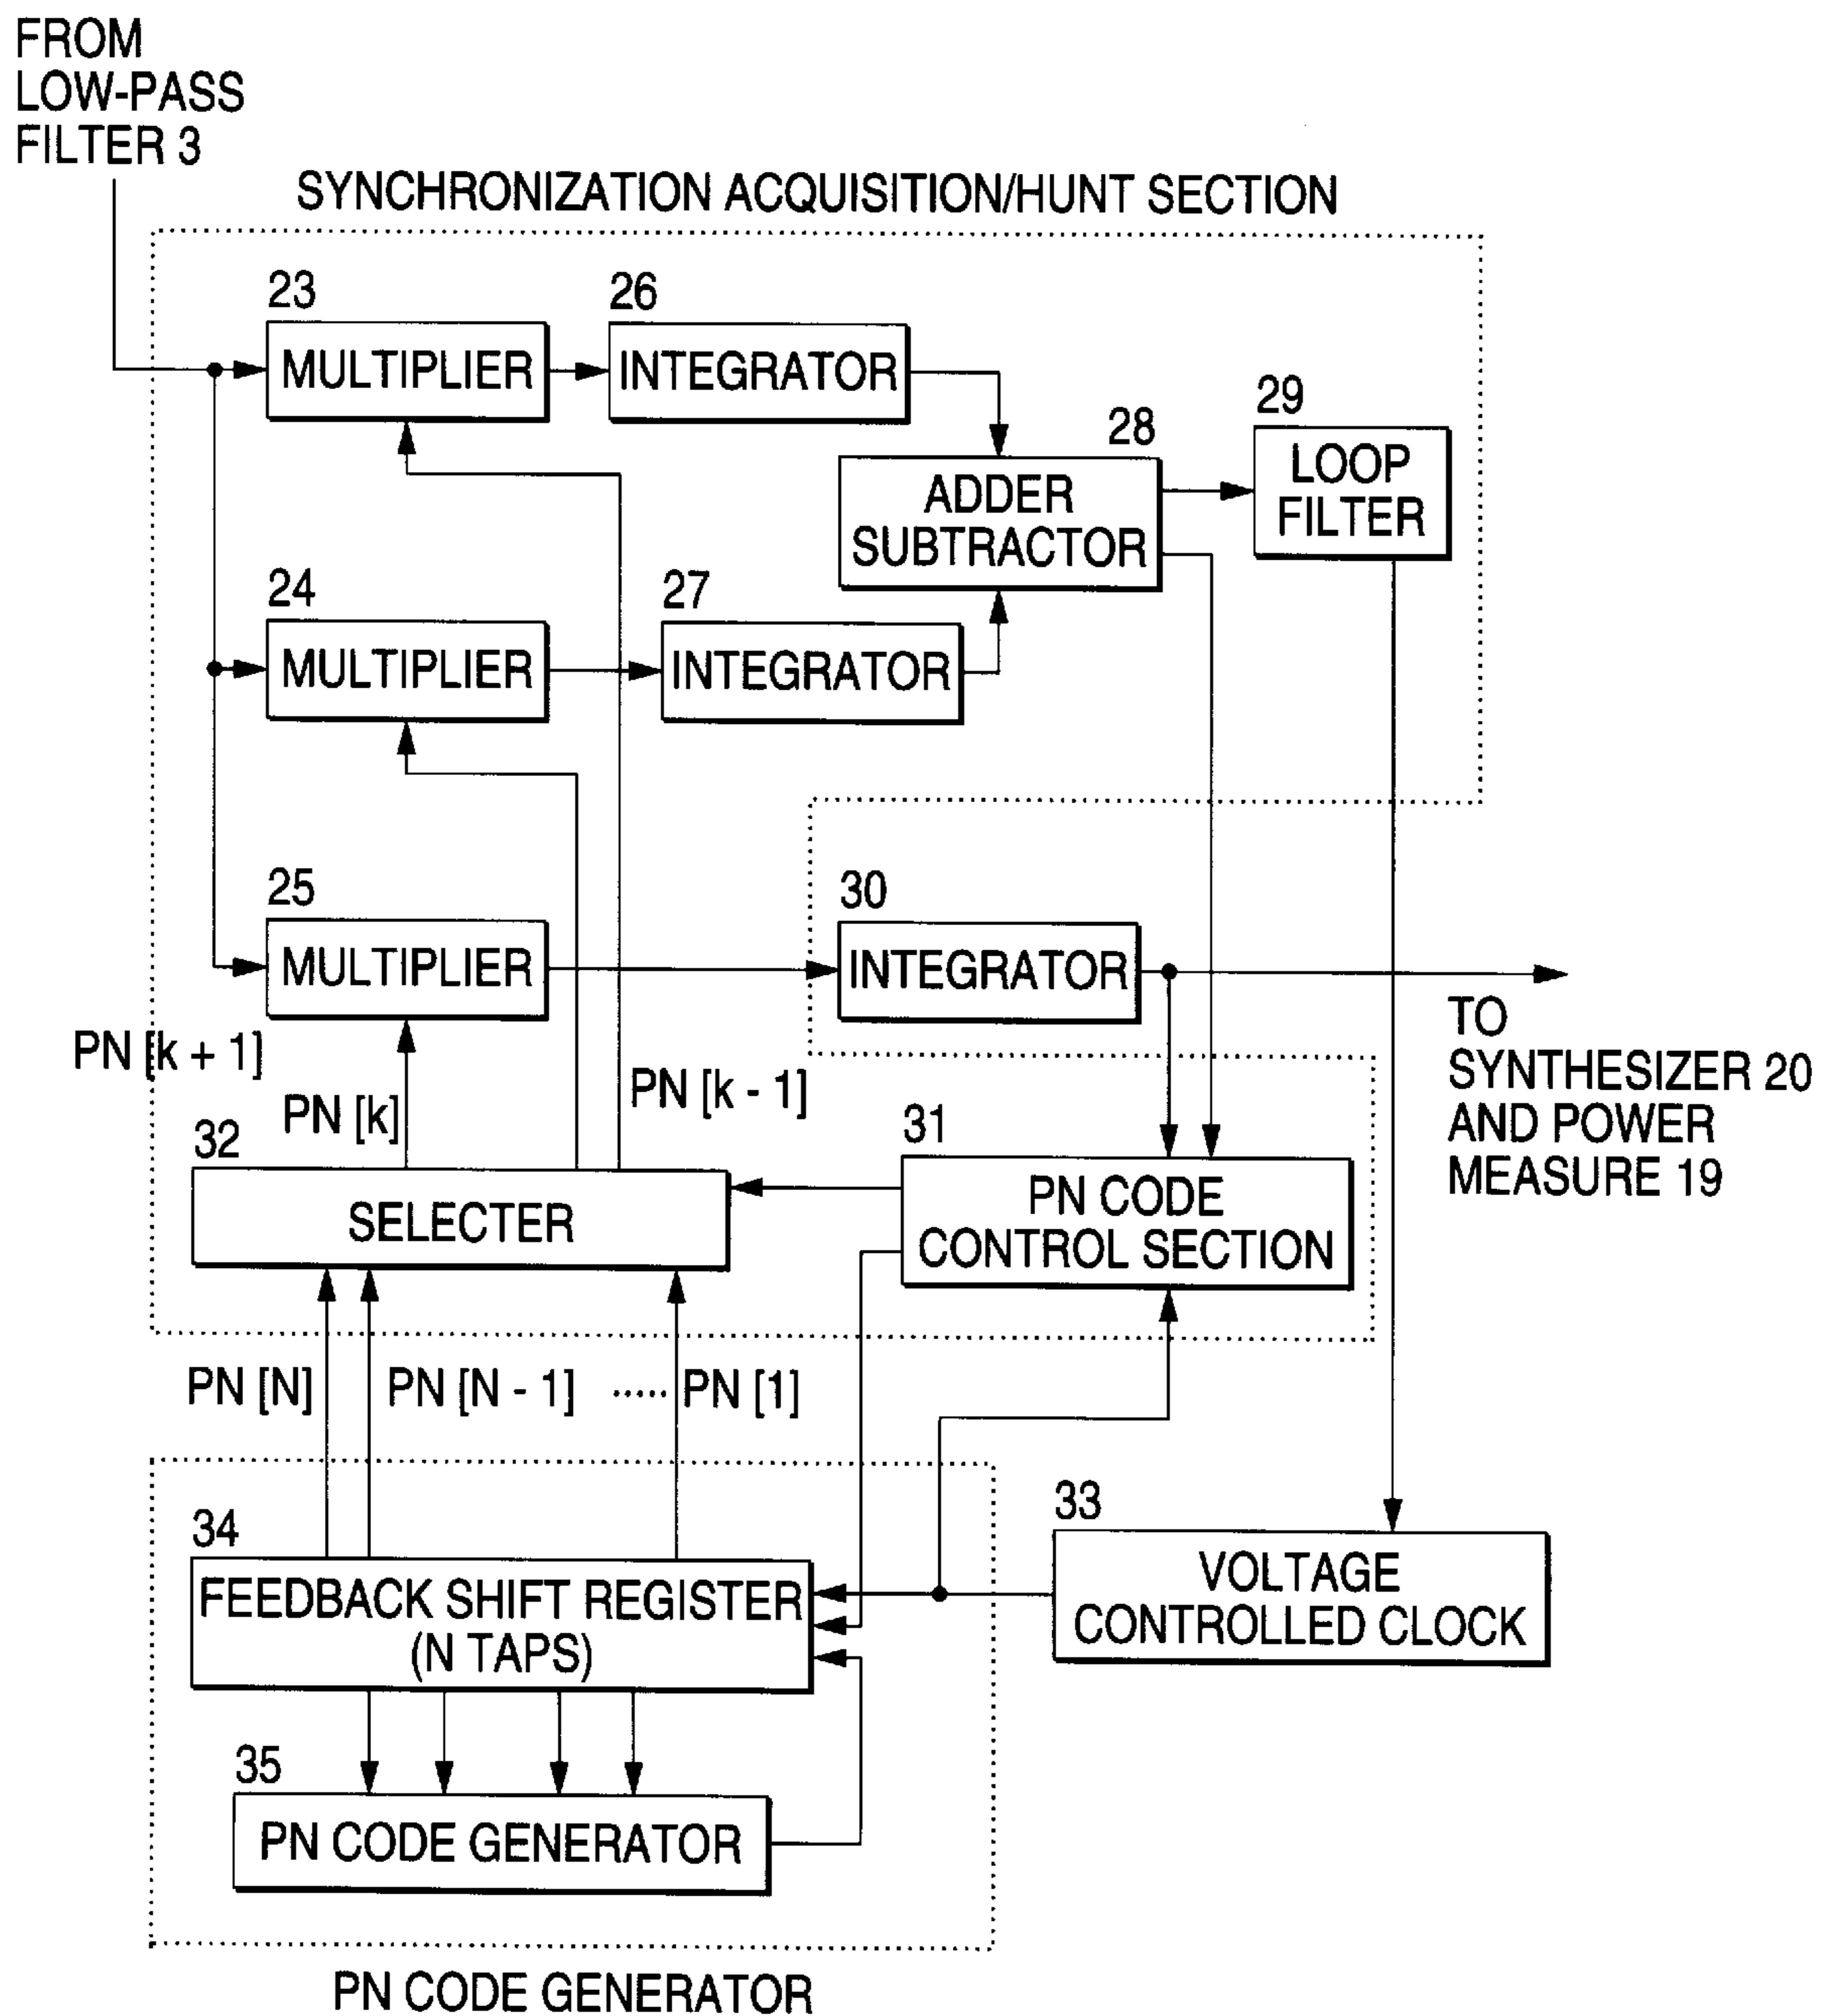 FROM
LOW-PASS
FILTER 3
SYNCHRONIZATION ACQUISITION/HUNT SECTION
23
MULTIPLIER
26
INTEGRATOR
28
ADDER
SUBTRACTOR
29
LOOP
FILTER
24
MULTIPLIER
27
INTEGRATOR
25
MULTIPLIER
30
INTEGRATOR
TO
SYNTHESIZER 20
AND POWER
MEASURE 19
PN [k + 1]
PN [k]
PN [k - 1]
32
SELECTER
31
PN CODE
CONTROL SECTION
PN [N]
PN [N - 1]
.....
PN [1]
34
FEEDBACK SHIFT REGISTER
(N TAPS)
33
VOLTAGE
CONTROLLED CLOCK
35
PN CODE GENERATOR
PN CODE GENERATOR